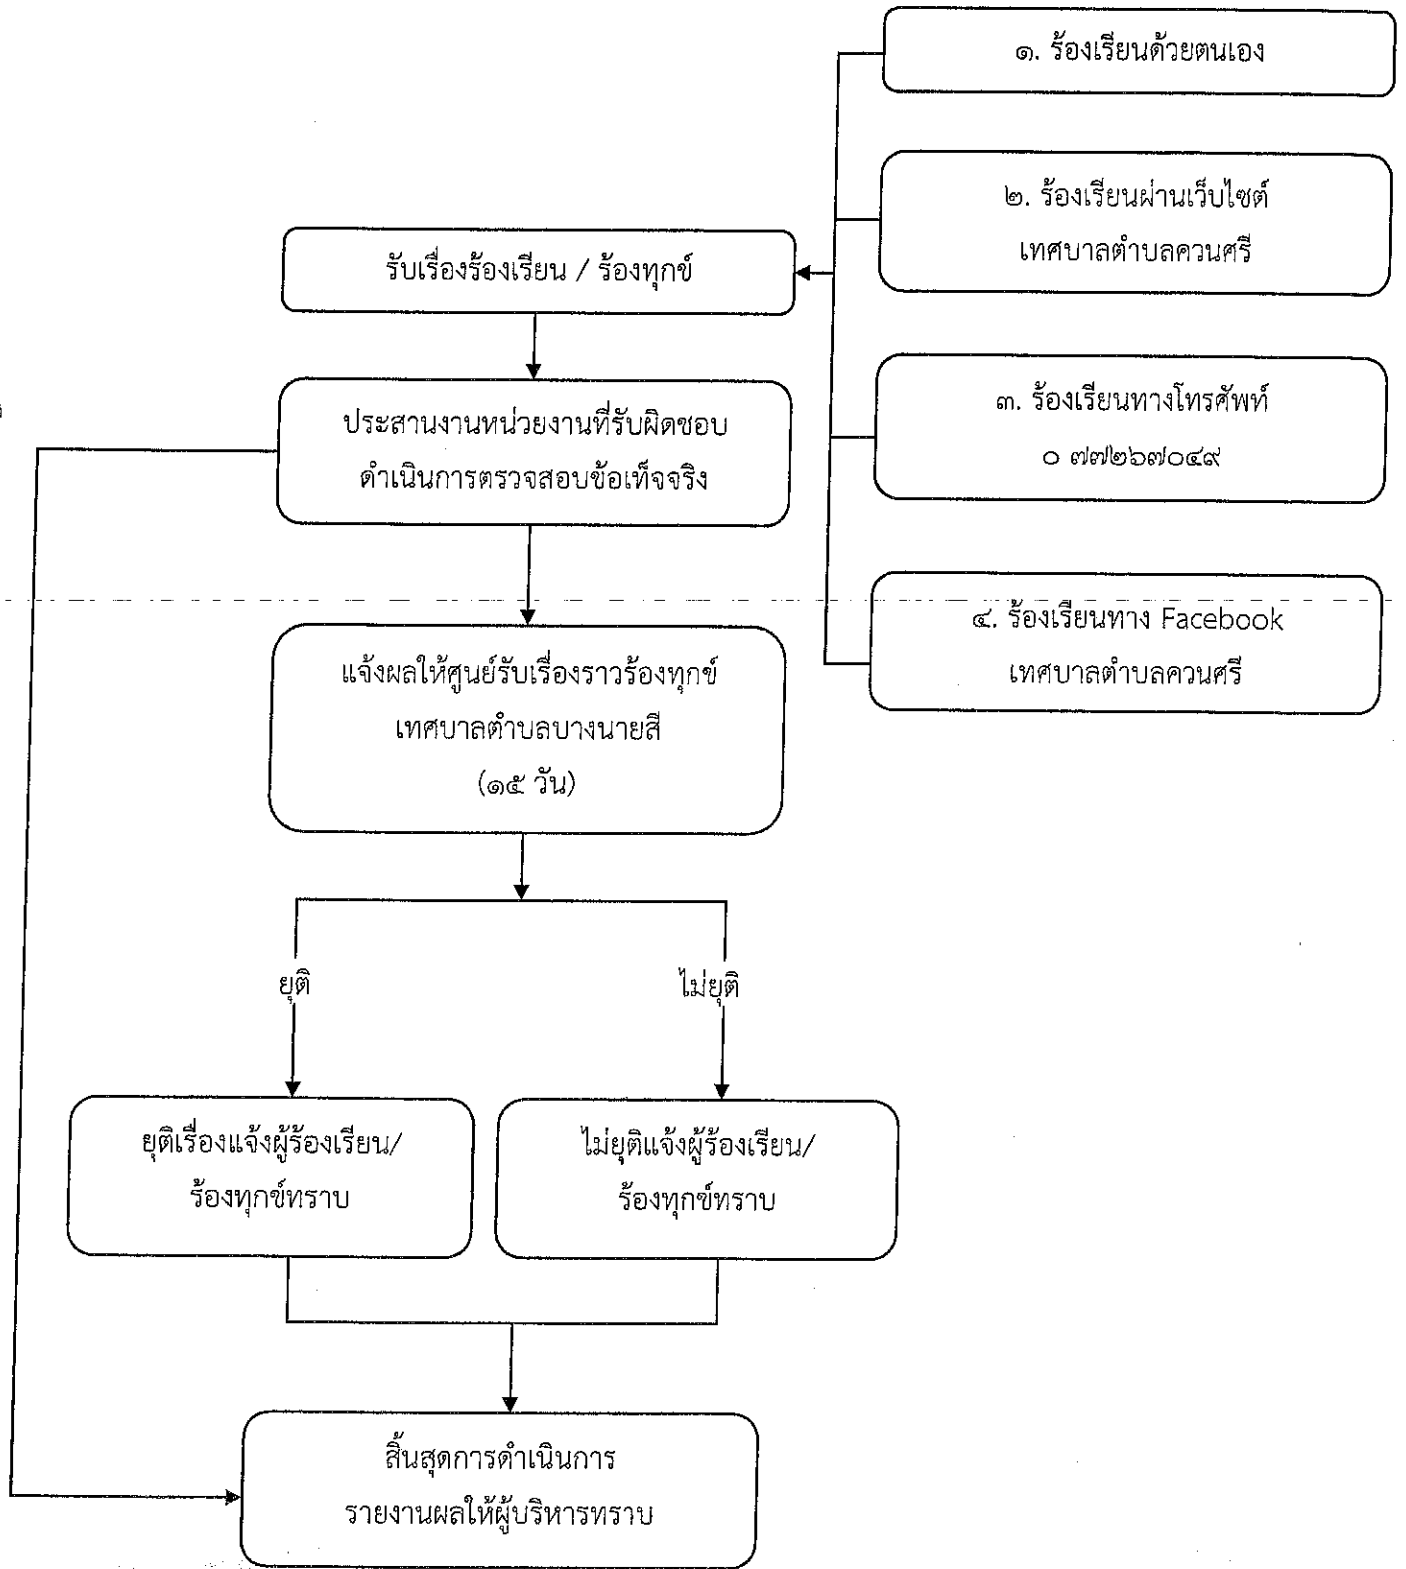 ๑. ร้องเรียนด้วยตนเอง
๒. ร้องเรียนผ่านเว็บไซต์
เทศบาลตำบลควนศรี
รับเรื่องร้องเรียน / ร้องทุกข์
๓. ร้องเรียนทางโทรศัพท์
๐ ๗๗๒๖๗๐๔๙
ประสานงานหน่วยงานที่รับผิดชอบ
ดำเนินการตรวจสอบข้อเท็จจริง
๔. ร้องเรียนทาง Facebook
เทศบาลตำบลควนศรี
แจ้งผลให้ศูนย์รับเรื่องราวร้องทุกข์
เทศบาลตำบลบางนายสี
(๑๕ วัน)
ยุติ
ไม่ยุติ
ยุติเรื่องแจ้งผู้ร้องเรียน/
ร้องทุกข์ทราบ
ไม่ยุติแจ้งผู้ร้องเรียน/
ร้องทุกข์ทราบ
สิ้นสุดการดำเนินการ
รายงานผลให้ผู้บริหารทราบ